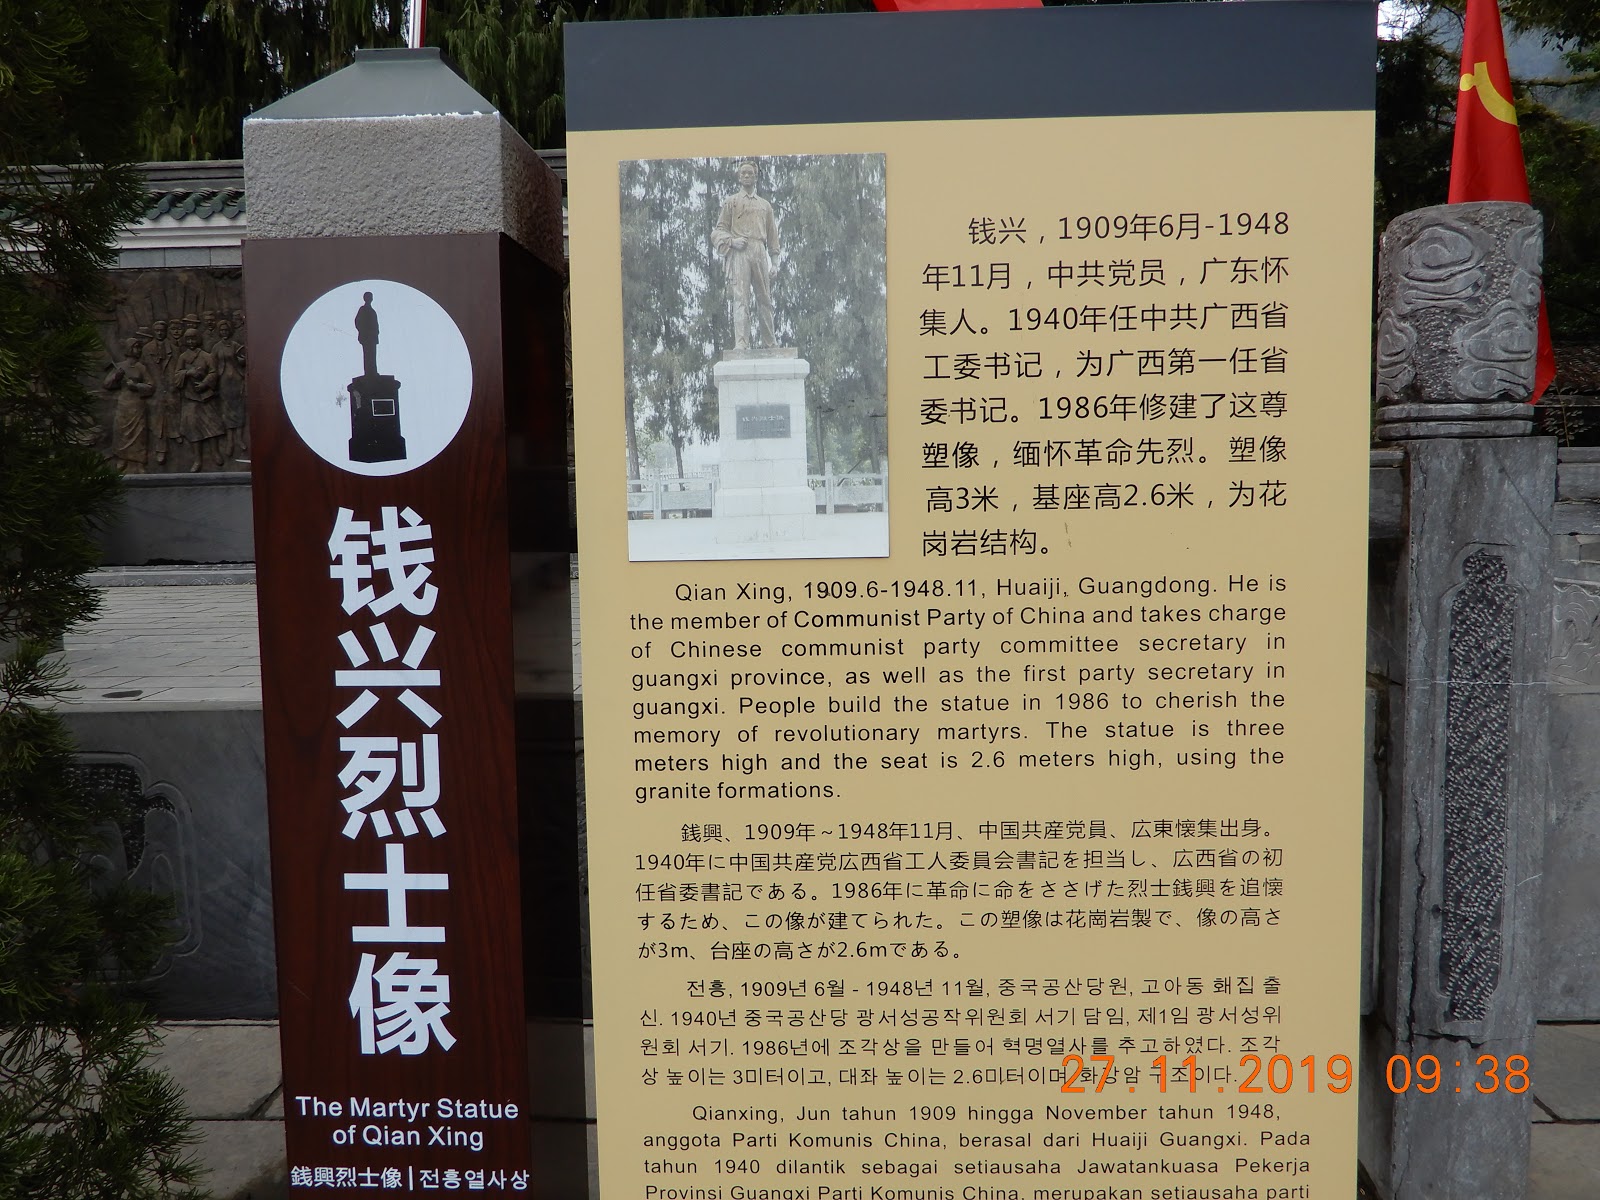 钱兴烈士像
The Martyr Statue
of Qian Xing
銭興烈士像|전흥열사상
钱兴，1909年6月-1948
年11月，中共党员，广东怀
集人。1940年任中共广西省
工委书记，为广西第一任省
委书记。1986年修建了这尊
塑像，缅怀革命先烈。塑像
高3米，基座高2.6米，为花
岗岩结构。
Qian Xing, 1909.6-1948.11, Huaiji, Guangdong. He is
the member of Communist Party of China and takes charge
of Chinese communist party committee secretary in
guangxi province, as well as the first party secretary in
guangxi. People build the statue in 1986 to cherish the
memory of revolutionary martyrs. The statue is three
meters high and the seat is 2.6 meters high, using the
granite formations.
銭興、1909年～1948年11月、中国共産党員、広東懐集出身。
1940年に中国共産党広西省工人委員会書記を担当し、広西省の初
任省委書記である。1986年に革命に命をささげた烈士銭興を追懐
するため、この像が建てられた。この塑像は花崗岩製で、像の高さ
が3m、台座の高さが2.6mである。
전흥, 1909년 6월 - 1948년 11월, 중국공산당원, 고아동 홰집 출
신. 1940년 중국공산당 광서성공작위원회 서기 담임, 제1임 광서성위
원회 서기. 1986년에 조각상을 만들어 혁명열사를 추고하였다. 조각
상 높이는 3미터이고, 대좌 높이는 2.6미터이며, 화강암 구조이다.
27.11.2019 09:38
Qianxing, Jun tahun 1909 hingga November tahun 1948,
anggota Parti Komunis China, berasal dari Huaiji Guangxi. Pada
tahun 1940 dilantik sebagai setiausaha Jawatankuasa Pekerja
Provinsi Guangxi Parti Komunis China, merupakan setiausaha parti